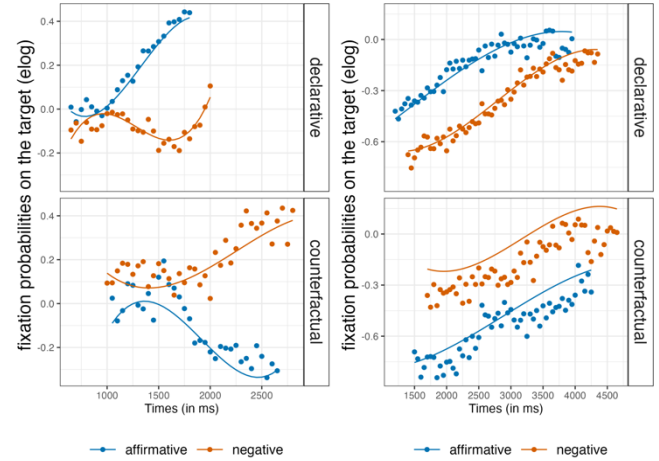 fixation probabilities on the target (elog)
0.4
0.2
0.0
-0.2
declarative
0.4
0.2
0.0
-0.2
counterfactual
1000 1500 2000 2500
Times (in ms)
affirmative negative
fixation probabilities on the target (elog)
0.0
-0.3
-0.6
declarative
0.0
-0.3
-0.6
counterfactual
1500 2000 2500 3000 3500 4000 4500
Times (in ms)
affirmative negative